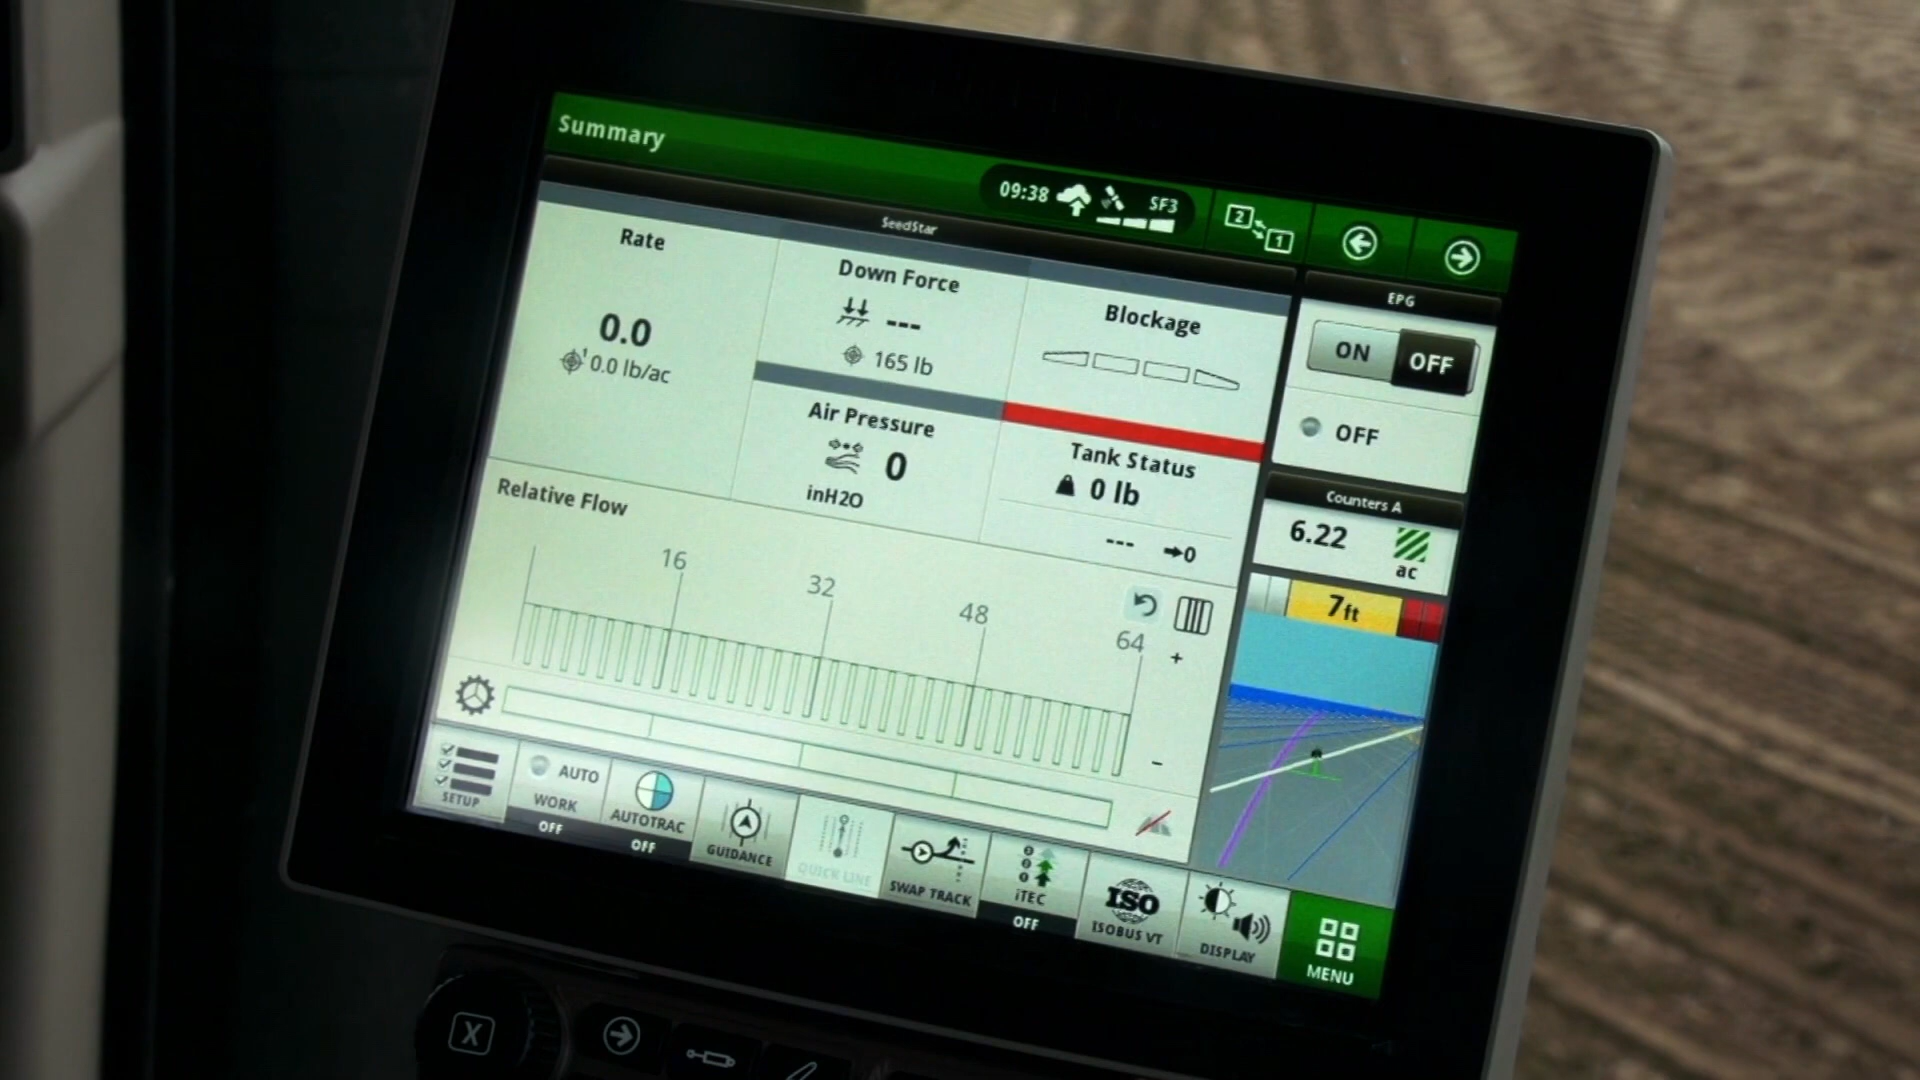 Summary
09:38
SF3
2
1
SeedStar
EPG
Rate
0.0
1
0.0 lb/ac
Down Force
---
165 lb
Blockage
ON
OFF
OFF
Air Pressure
0
inH2O
Tank Status
0 lb
---
0
Counters A
6.22
ac
7ft
Relative Flow
16
32
48
64
+
-
SETUP
AUTO
WORK
OFF
AUTOTRAC
OFF
GUIDANCE
QUICK LINE
SWAP TRACK
iTEC
OFF
ISO
ISOBUS VT
DISPLAY
MENU
X